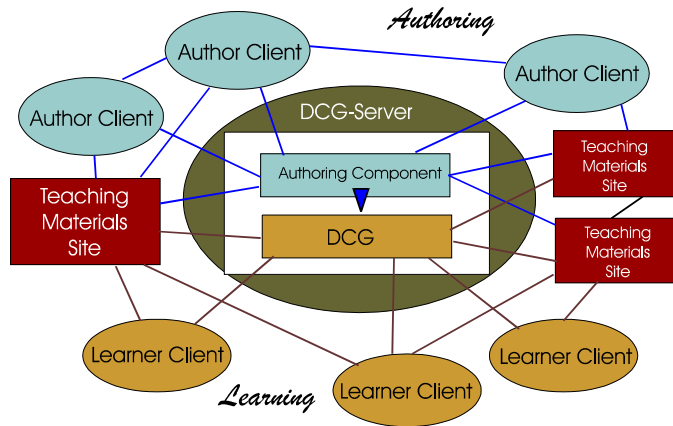 Authoring
Author Client
Author Client
Author Client
DCG-Server
Authoring Component
Teaching
Materials
Site
Teaching
Materials
Site
DCG
Teaching
Materials
Site
Learner Client
Learner Client
Learner Client
Learning